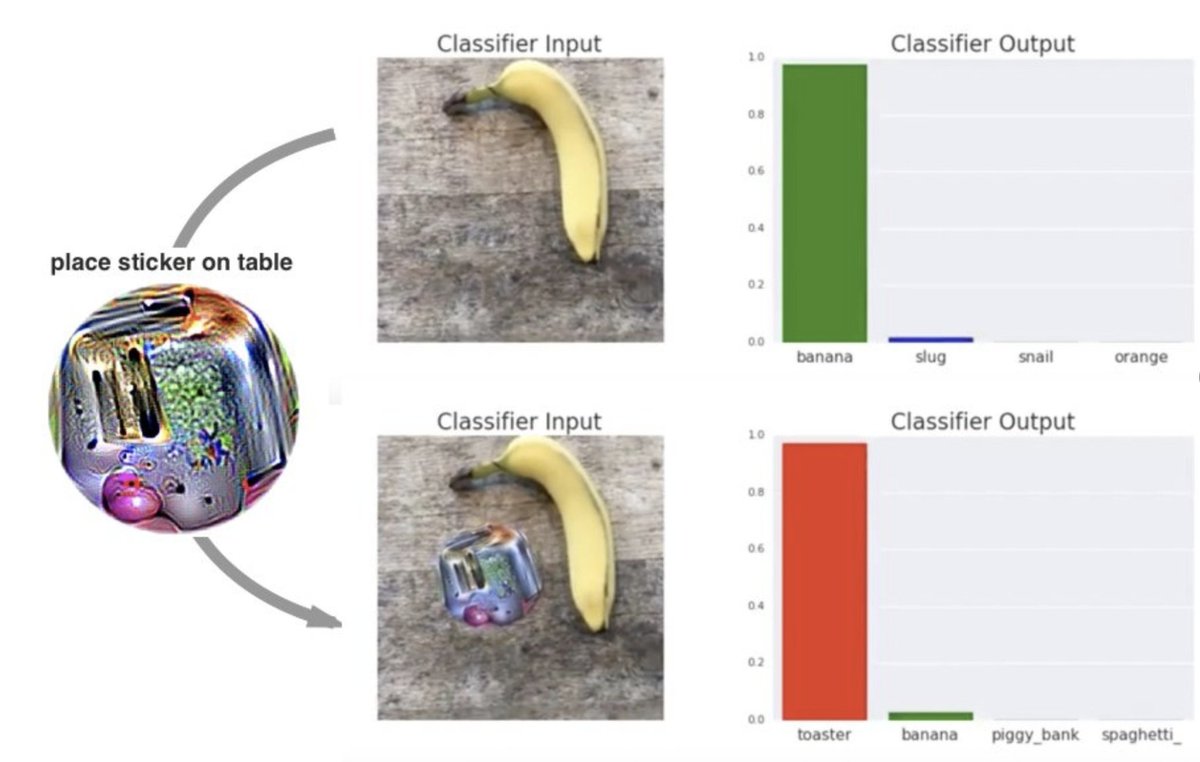 Classifier Input
Classifier Output
1.0
0.8
0.6
0.4
0.2
0.0
banana slug snail orange
place sticker on table
Classifier Input
Classifier Output
1.0
0.8
0.6
0.4
0.2
0.0
toaster banana piggy_bank spaghetti_